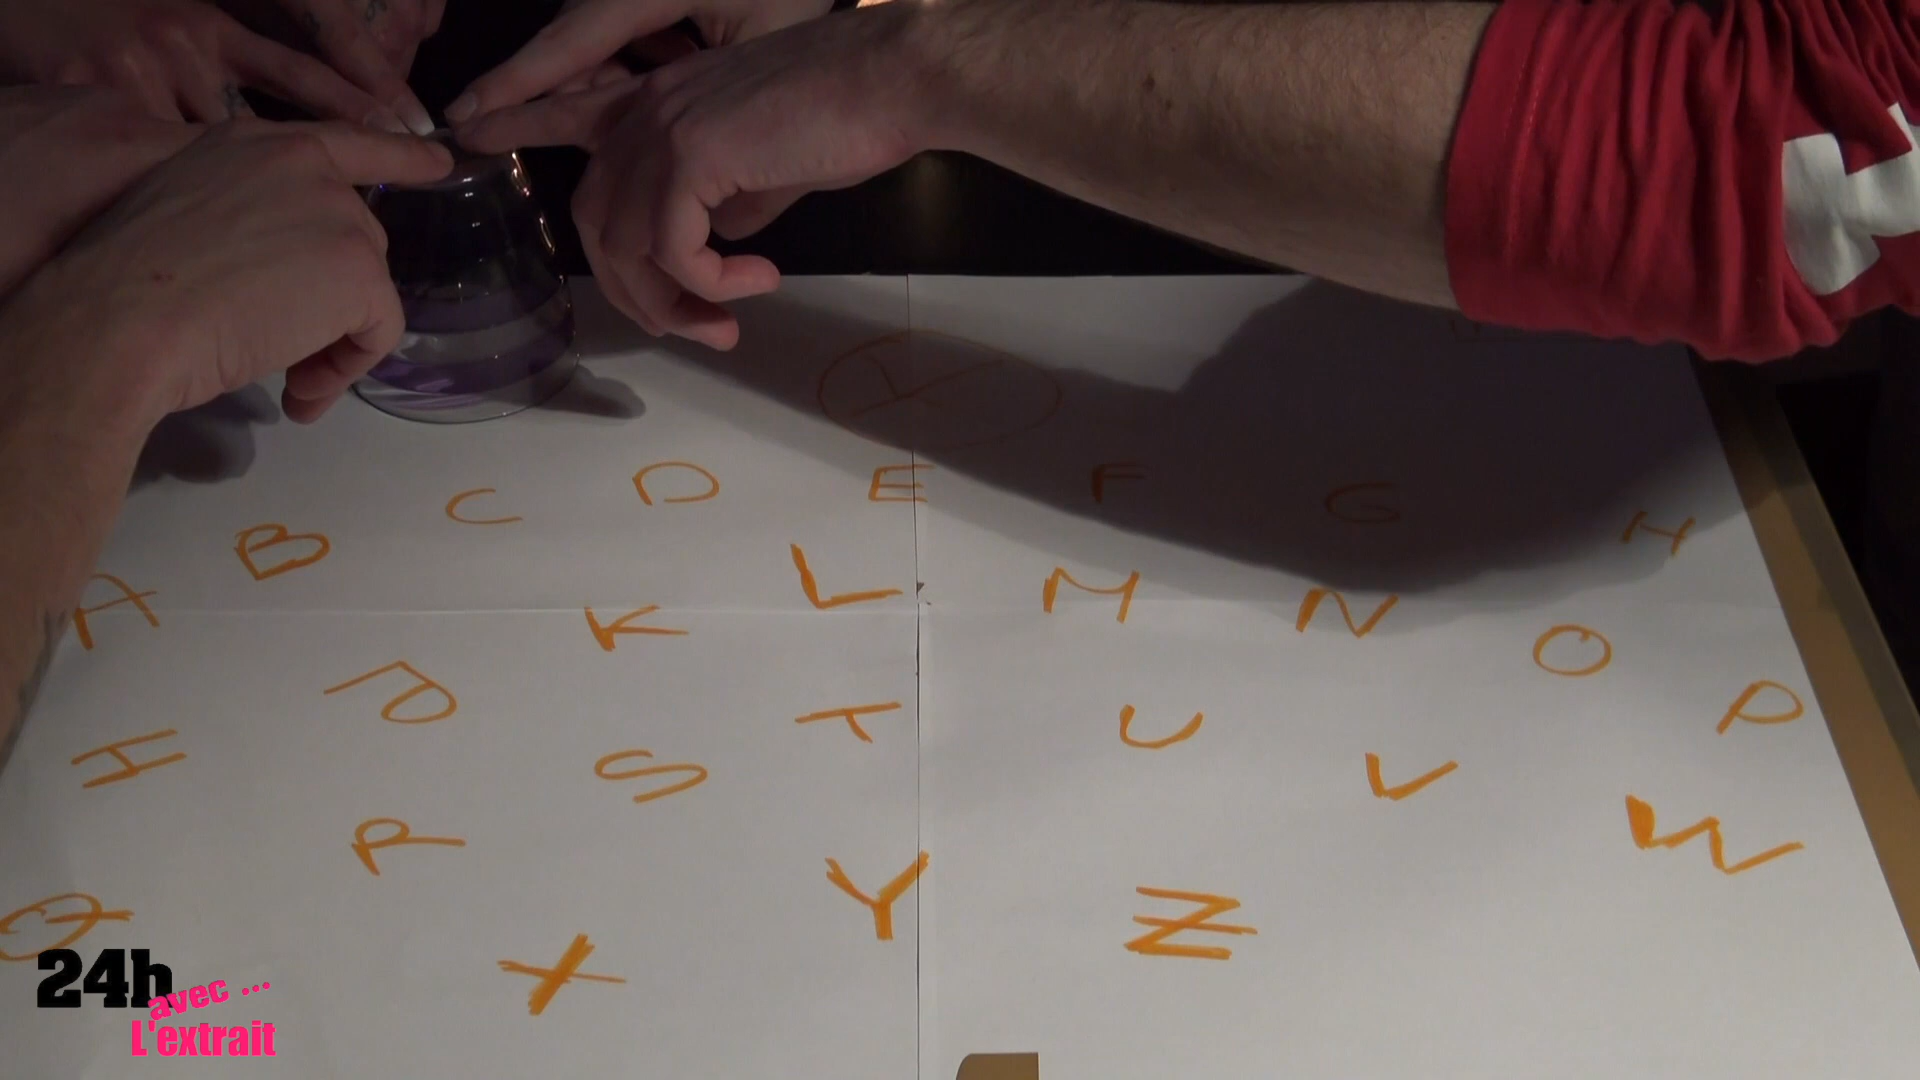 A B C D E F G H
I J K L M N O P
Q R S T U V W
X Y Z
24h
avec ...
L'extrait